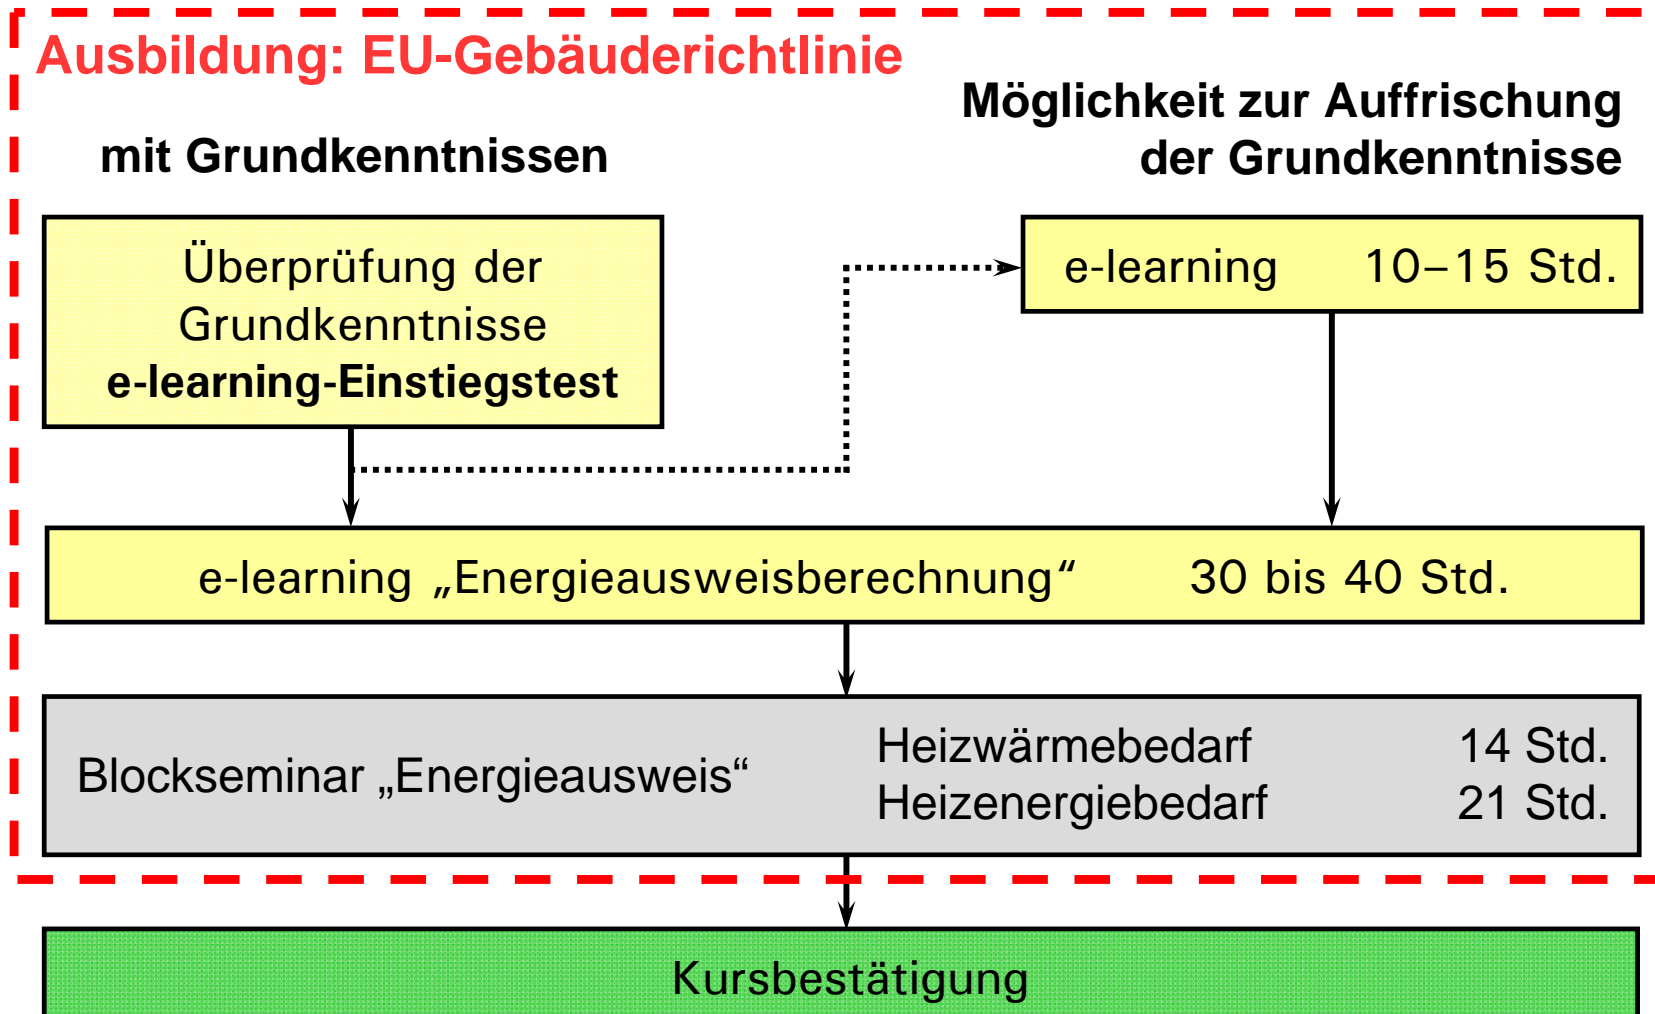 Ausbildung: EU-Gebäuderichtlinie
mit Grundkenntnissen
Möglichkeit zur Auffrischung
der Grundkenntnisse
Überprüfung der
Grundkenntnisse
e-learning-Einstiegstest
e-learning 10–15 Std.
e-learning „Energieausweisberechnung“ 30 bis 40 Std.
Blockseminar „Energieausweis“
Heizwärmebedarf 14 Std.
Heizenergiebedarf 21 Std.
Kursbestätigung